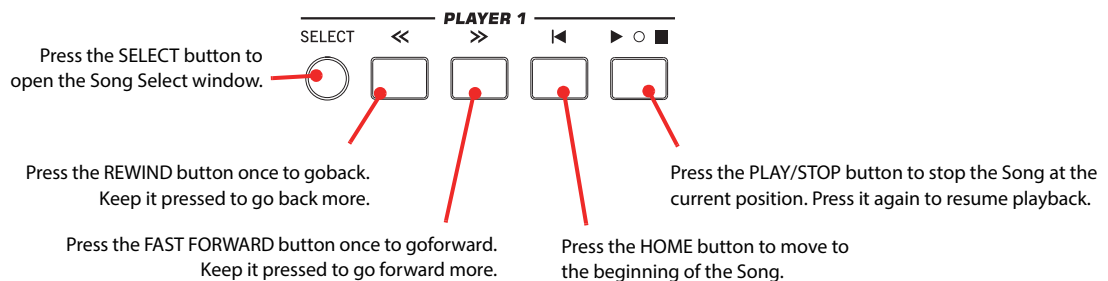 PLAYER 1
SELECT
Press the SELECT button to
open the Song Select window.
Press the REWIND button once to goback.
Keep it pressed to go back more.
Press the PLAY/STOP button to stop the Song at the
current position. Press it again to resume playback.
Press the FAST FORWARD button once to goforward.
Keep it pressed to go forward more.
Press the HOME button to move to
the beginning of the Song.